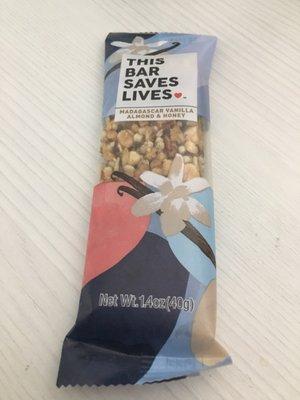 THIS
BAR
SAVES
LIVES
MADAGASCAR VANILLA
ALMOND & HONEY
Net Wt. 1.4oz (40g)